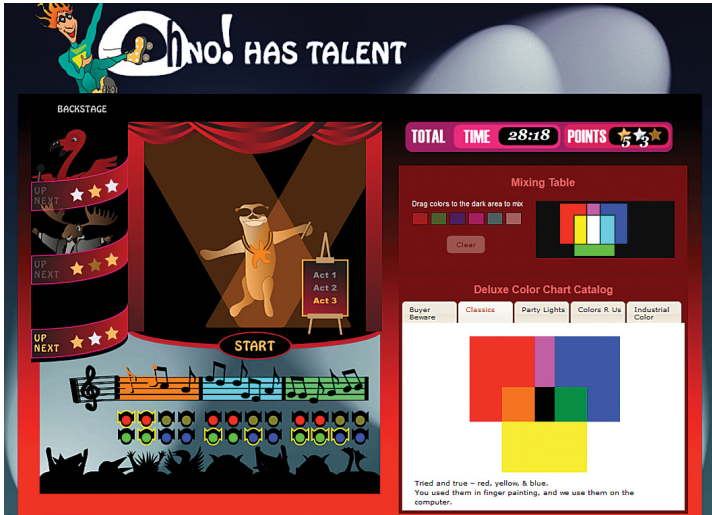 Oh no! HAS TALENT
BACKSTAGE
TOTAL TIME 28:18 POINTS 5 3
UP NEXT
UP NEXT
UP NEXT
Act 1
Act 2
Act 3
START
Mixing Table
Drag colors to the dark area to mix
Clear
Deluxe Color Chart Catalog
Buyer Beware
Classics
Party Lights
Colors R Us
Industrial Color
Tried and true – red, yellow, & blue.
You used them in finger painting, and we use them on the
computer.